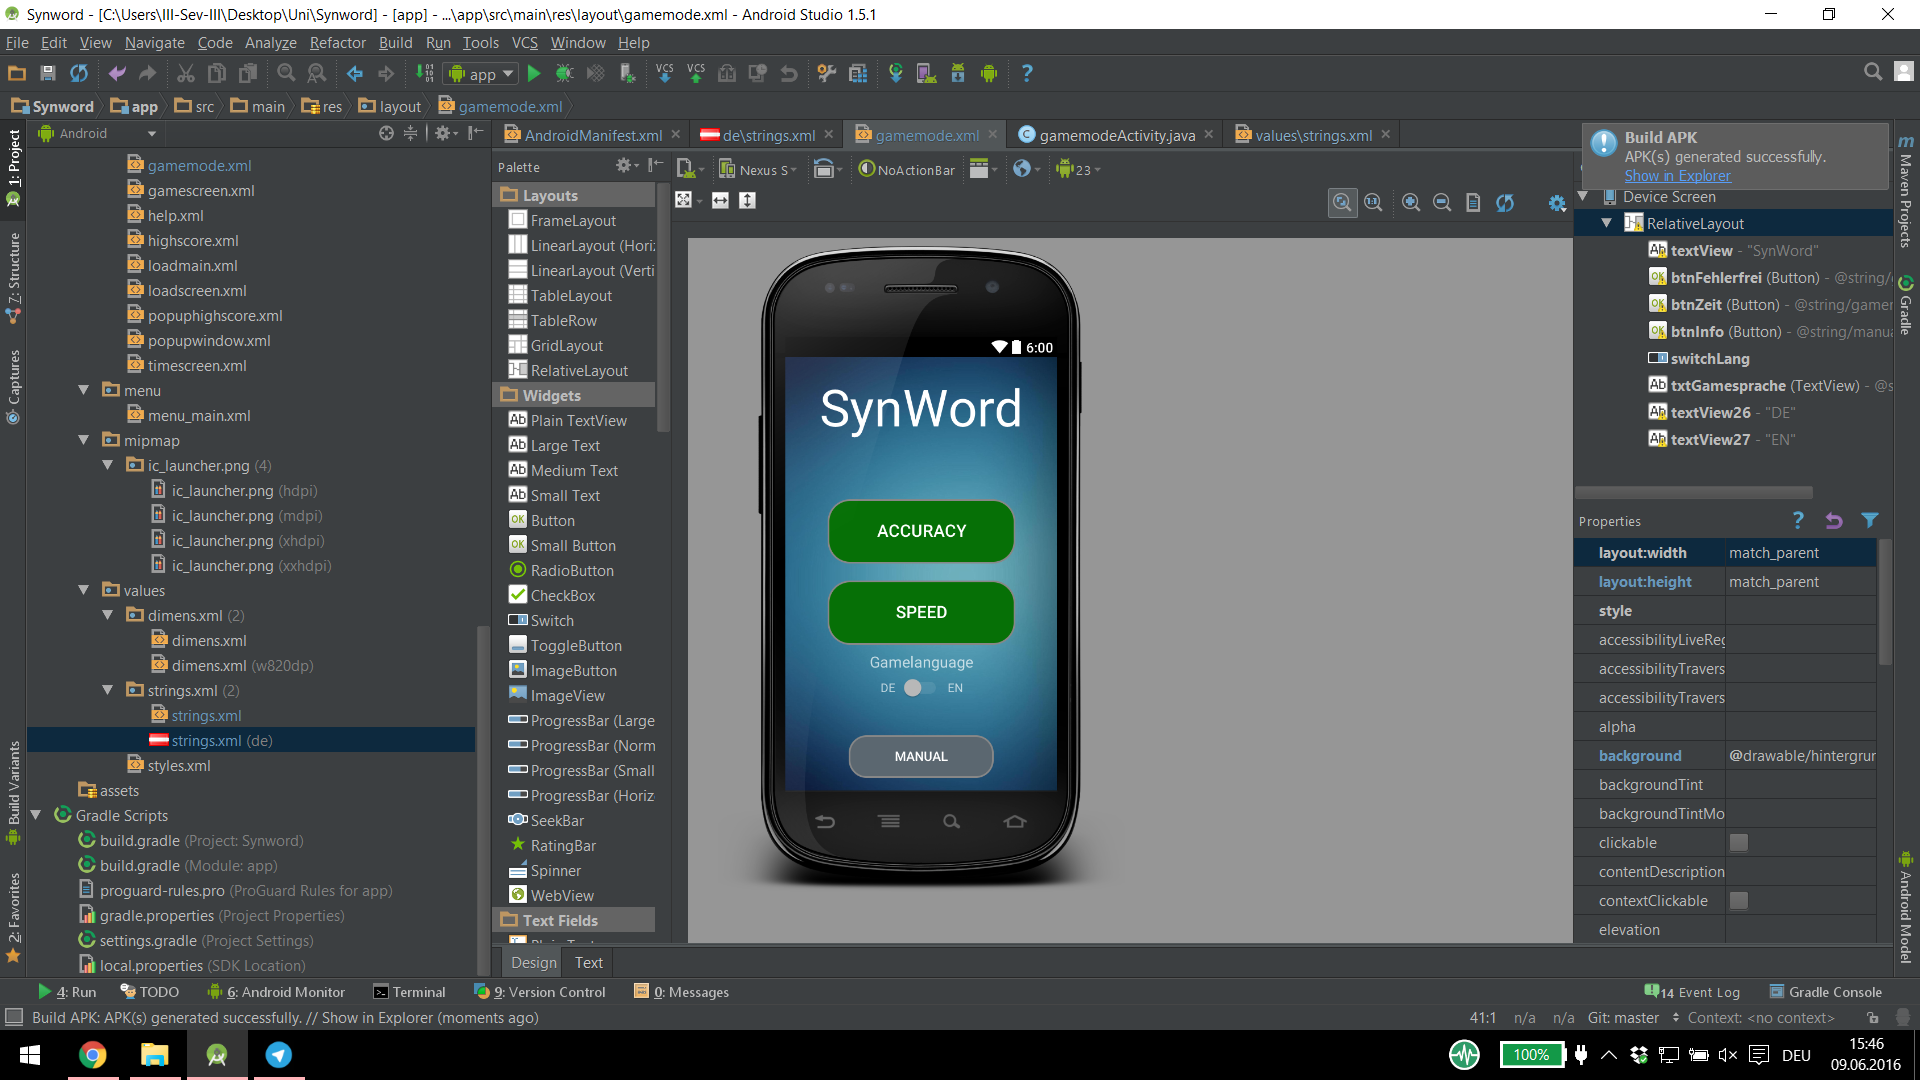 Synword - [C:\Users\III-Sev-III\Desktop\Uni\Synword] - [app] - ...\app\src\main\res\layout\gamemode.xml - Android Studio 1.5.1
File Edit View Navigate Code Analyze Refactor Build Run Tools VCS Window Help
app
VCS VCS
Synword app src main res layout gamemode.xml
Android
AndroidManifest.xml de\strings.xml gamemode.xml gamemodeActivity.java values\strings.xml
1: Project
7: Structure
Captures
Build Variants
2: Favorites
gamemode.xml
gamescreen.xml
help.xml
highscore.xml
loadmain.xml
loadscreen.xml
popuphighscore.xml
popupwindow.xml
timescreen.xml
menu
menu_main.xml
mipmap
ic_launcher.png (4)
ic_launcher.png (hdpi)
ic_launcher.png (mdpi)
ic_launcher.png (xhdpi)
ic_launcher.png (xxhdpi)
values
dimens.xml (2)
dimens.xml
dimens.xml (w820dp)
strings.xml (2)
strings.xml
strings.xml (de)
styles.xml
assets
Gradle Scripts
build.gradle (Project: Synword)
build.gradle (Module: app)
proguard-rules.pro (ProGuard Rules for app)
gradle.properties (Project Properties)
settings.gradle (Project Settings)
local.properties (SDK Location)
Palette
Layouts
FrameLayout
LinearLayout (Hori:
LinearLayout (Verti
TableLayout
TableRow
GridLayout
RelativeLayout
Widgets
Plain TextView
Large Text
Medium Text
Small Text
Button
Small Button
RadioButton
CheckBox
Switch
ToggleButton
ImageButton
ImageView
ProgressBar (Large
ProgressBar (Norm
ProgressBar (Small
ProgressBar (Horiz
SeekBar
RatingBar
Spinner
WebView
Text Fields
Nexus S NoActionBar 23
6:00
SynWord
ACCURACY
SPEED
Gamelanguage
DE EN
MANUAL
Design Text
Build APK
APK(s) generated successfully.
Show in Explorer
Device Screen
RelativeLayout
textView - "SynWord"
btnFehlerfrei (Button) - @string/
btnZeit (Button) - @string/gamer
btnInfo (Button) - @string/manua
switchLang
txtGamesprache (TextView) - @s
textView26 - "DE"
textView27 - "EN"
Properties
layout:width match_parent
layout:height match_parent
style
accessibilityLiveReg
accessibilityTravers
accessibilityTravers
alpha
background @drawable/hintergrun
backgroundTint
backgroundTintMo
clickable
contentDescription
contextClickable
elevation
Maven Projects
Gradle
Android Model
4: Run TODO 6: Android Monitor Terminal 9: Version Control 0: Messages 14 Event Log Gradle Console
Build APK: APK(s) generated successfully. // Show in Explorer (moments ago) 41:1 n/a n/a Git: master Context: <no context>
100% DEU 15:46
09.06.2016